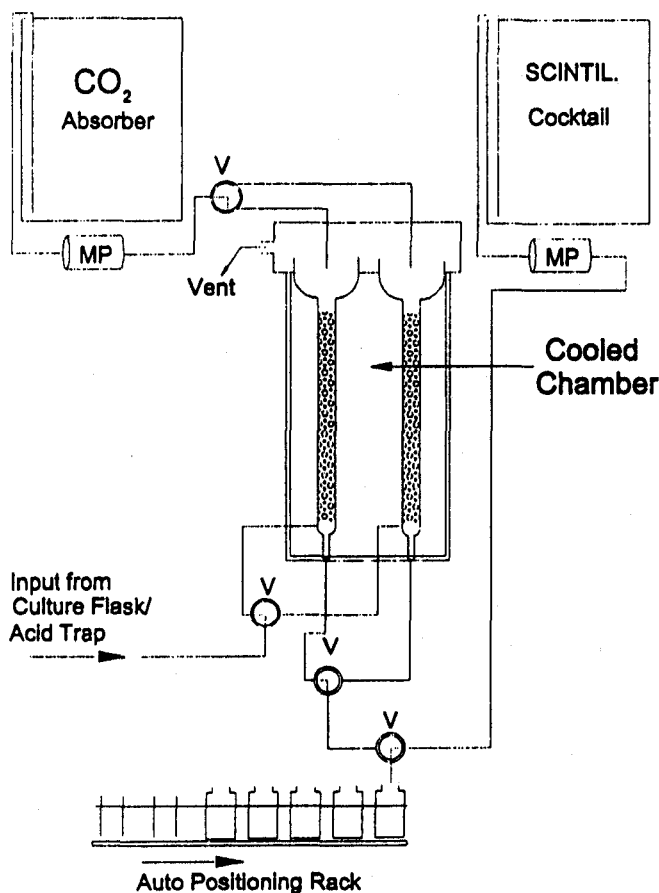 CO2
Absorber
SCINTIL.
Cocktail
V
MP
MP
Vent
Cooled
Chamber
Input from
Culture Flask/
Acid Trap
V
V
V
Auto Positioning Rack